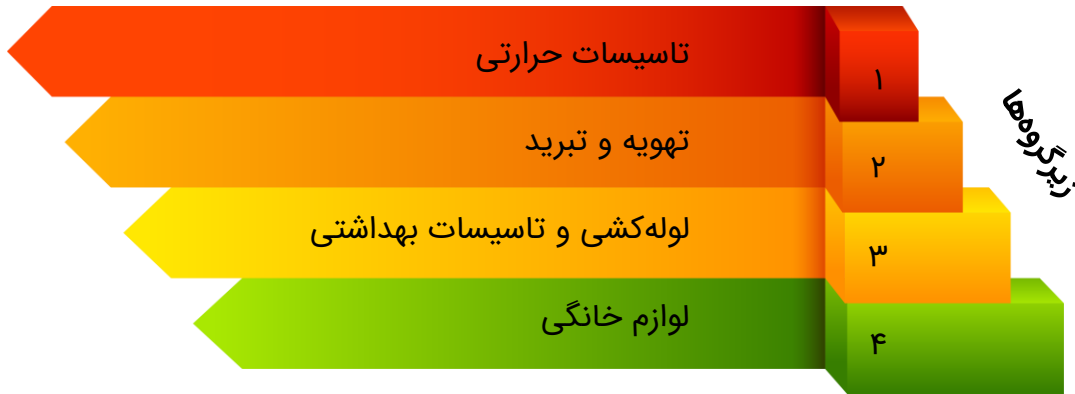 زیرگروه‌ها
۱ تاسیسات حرارتی
۲ تهویه و تبرید
۳ لوله‌کشی و تاسیسات بهداشتی
۴ لوازم خانگی